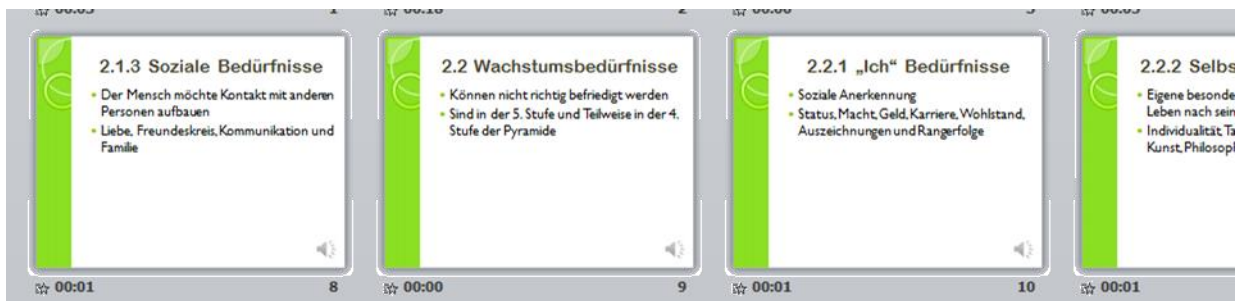 2.1.3 Soziale Bedürfnisse
Der Mensch möchte Kontakt mit anderen
Personen aufbauen
Liebe, Freundeskreis, Kommunikation und
Familie
00:01
8
2.2 Wachstumsbedürfnisse
Können nicht richtig befriedigt werden
Sind in der 5. Stufe und Teilweise in der 4.
Stufe der Pyramide
00:00
9
2.2.1 „Ich“ Bedürfnisse
Soziale Anerkennung
Status, Macht, Geld, Karriere, Wohlstand,
Auszeichnungen und Rangerfolge
00:01
10
2.2.2 Selbs
Eigene besonde
Leben nach sein
Individualität, Ta
Kunst, Philosop
00:01